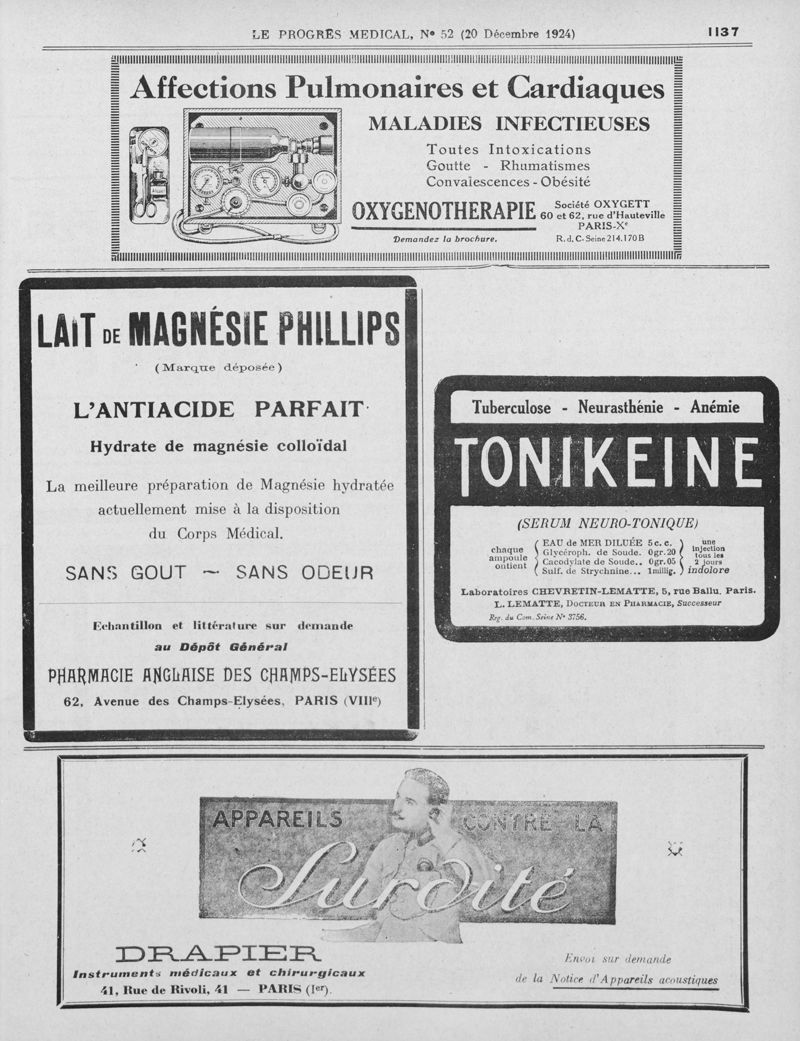 LE PROGRÈS MEDICAL, Nº 52 (20 Décembre 1924)
1137
Affections Pulmonaires et Cardiaques
MALADIES INFECTIEUSES
Toutes Intoxications
Goutte - Rhumatismes
Convalescences - Obésité
OXYGENOTHERAPIE
Société OXYGETT
60 et 62, rue d'Hauteville
PARIS-Xe
Demandez la brochure.
R.d.C-Seine 214.170B
LAiT DE MAGNÉSIE PHILLIPS
(Marque déposée)
L'ANTIACIDE PARFAIT
Hydrate de magnésie colloïdal
La meilleure préparation de Magnésie hydratée
actuellement mise à la disposition
du Corps Médical.
SANS GOUT ~ SANS ODEUR
Echantillon et littérature sur demande
au Dépôt Général
PHARMACIE ANGLAISE DES CHAMPS-ELYSÉES
62, Avenue des Champs-Elysées, PARIS (VIIIe)
Tuberculose - Neurasthénie - Anémie
TONIKEINE
(SERUM NEURO-TONIQUE)
chaque
ampoule
ontient
EAU de MER DILUÉE 5 c. c.
Glycéroph. de Soude. 0gr.20
Cacodylate de Soude.. 0gr.05
Sulf. de Strychnine... 1millig.
une
injection
tous les
2 jours
indolore
Laboratoires CHEVRETIN-LEMATTE, 5, rue Ballu. Paris.
L. LEMATTE, DOCTEUR EN PHARMACIE, Successeur
Reg. du Com. Seine Nº 3756.
APPAREILS CONTRE LA
Surdité
DRAPIER
Instruments médicaux et chirurgicaux
41, Rue de Rivoli, 41 — PARIS (Ier).
Envoi sur demande
de la Notice d'Appareils acoustiques